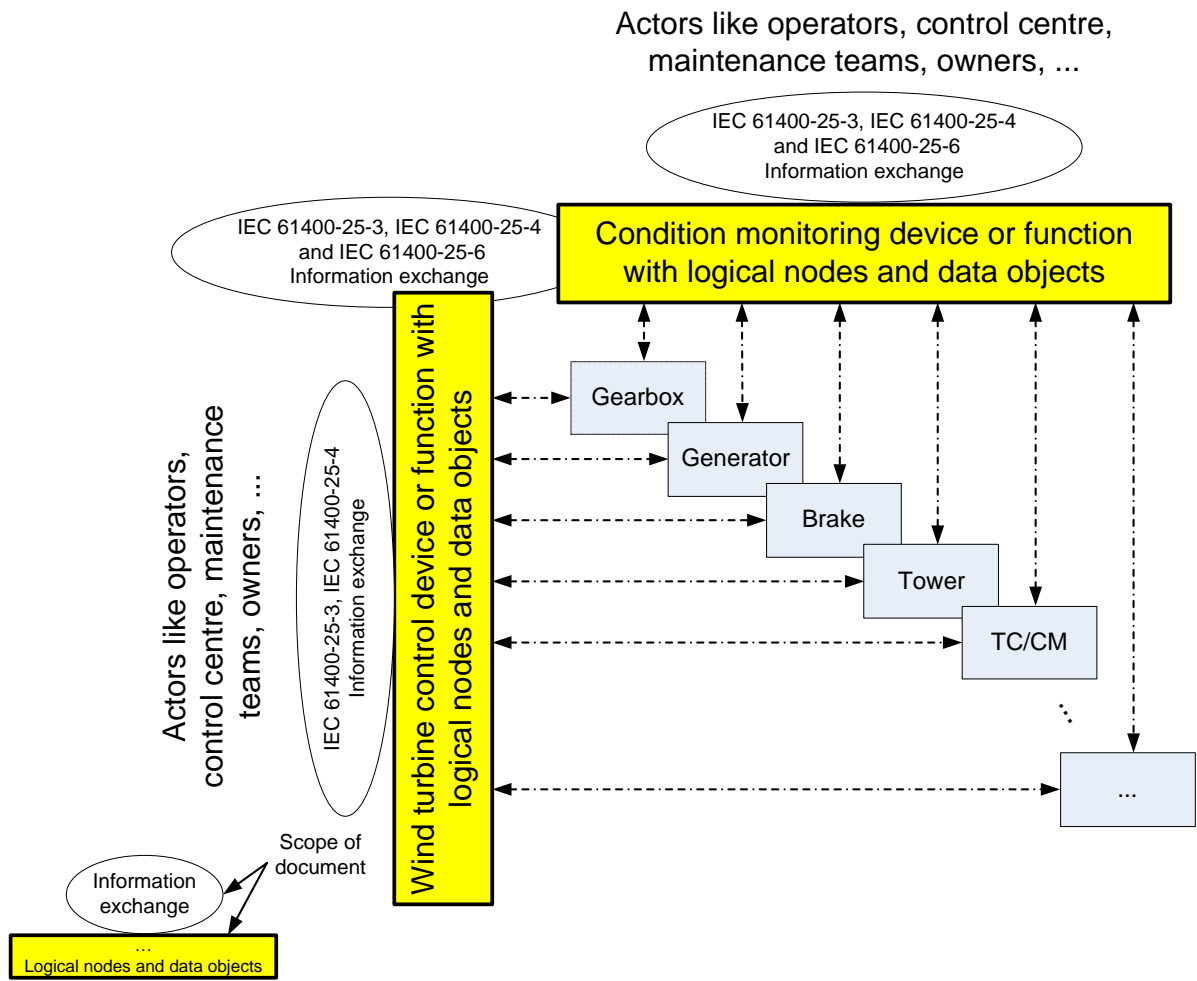 Actors like operators, control centre,
maintenance teams, owners, ...
IEC 61400-25-3, IEC 61400-25-4
and IEC 61400-25-6
Information exchange
IEC 61400-25-3, IEC 61400-25-4
and IEC 61400-25-6
Information exchange
Condition monitoring device or function
with logical nodes and data objects
Actors like operators,
control centre, maintenance
teams, owners, ...
IEC 61400-25-3, IEC 61400-25-4
Information exchange
Wind turbine control device or function with
logical nodes and data objects
Gearbox
Generator
Brake
Tower
TC/CM
...
...
Scope of
document
Information
exchange
...
Logical nodes and data objects